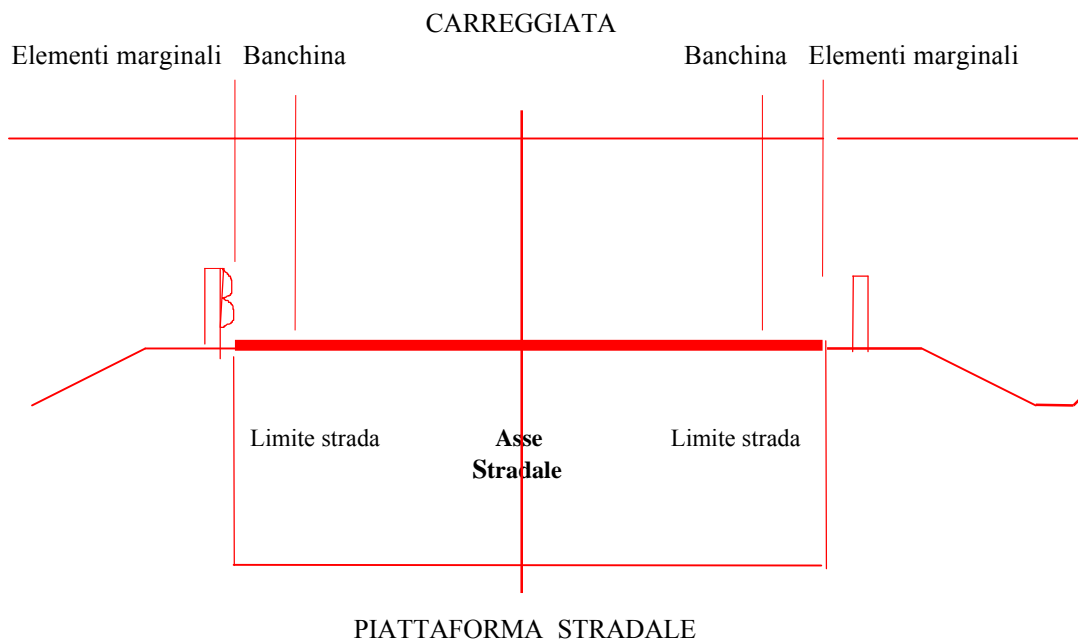 CARREGGIATA
Elementi marginali Banchina Banchina Elementi marginali
Limite strada Asse Limite strada
Stradale
PIATTAFORMA STRADALE